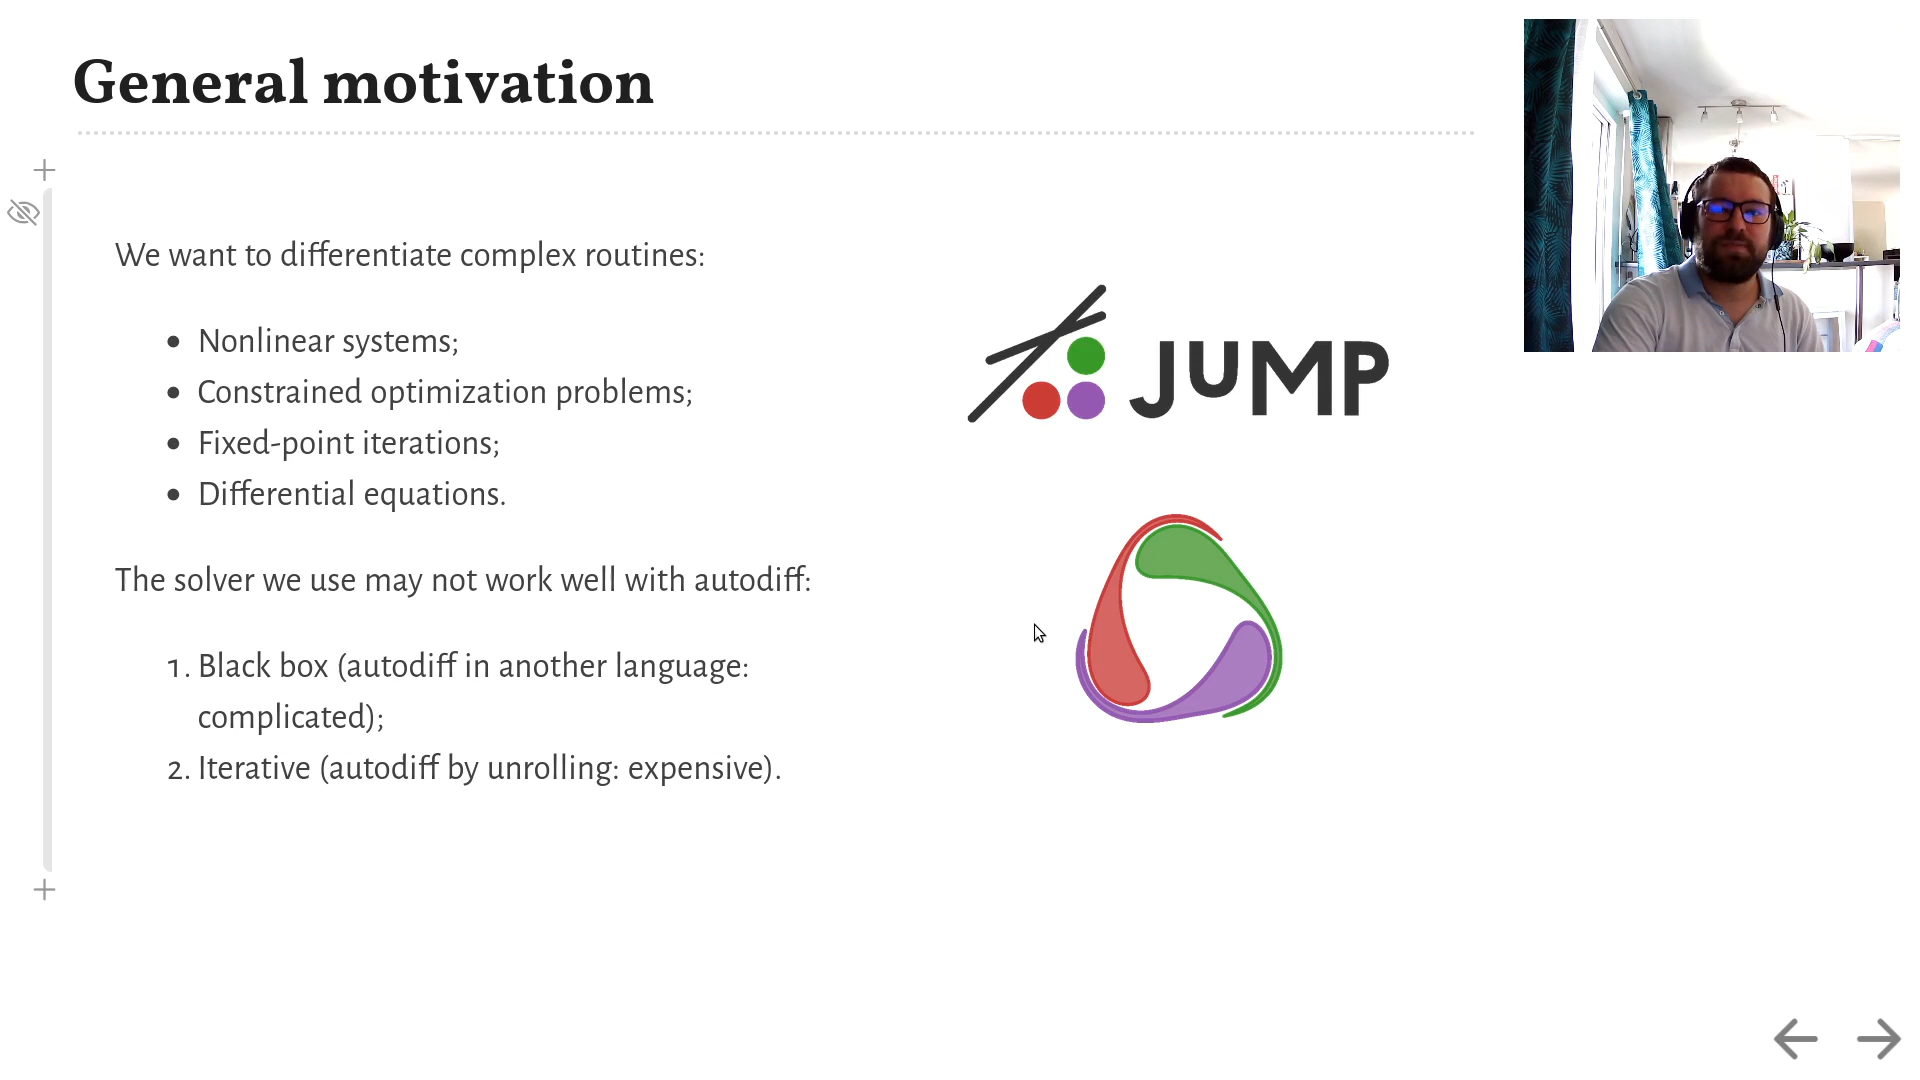 General motivation
We want to differentiate complex routines:
• Nonlinear systems;
• Constrained optimization problems;
• Fixed-point iterations;
• Differential equations.
The solver we use may not work well with autodiff:
1. Black box (autodiff in another language:
complicated);
2. Iterative (autodiff by unrolling: expensive).
JuMP